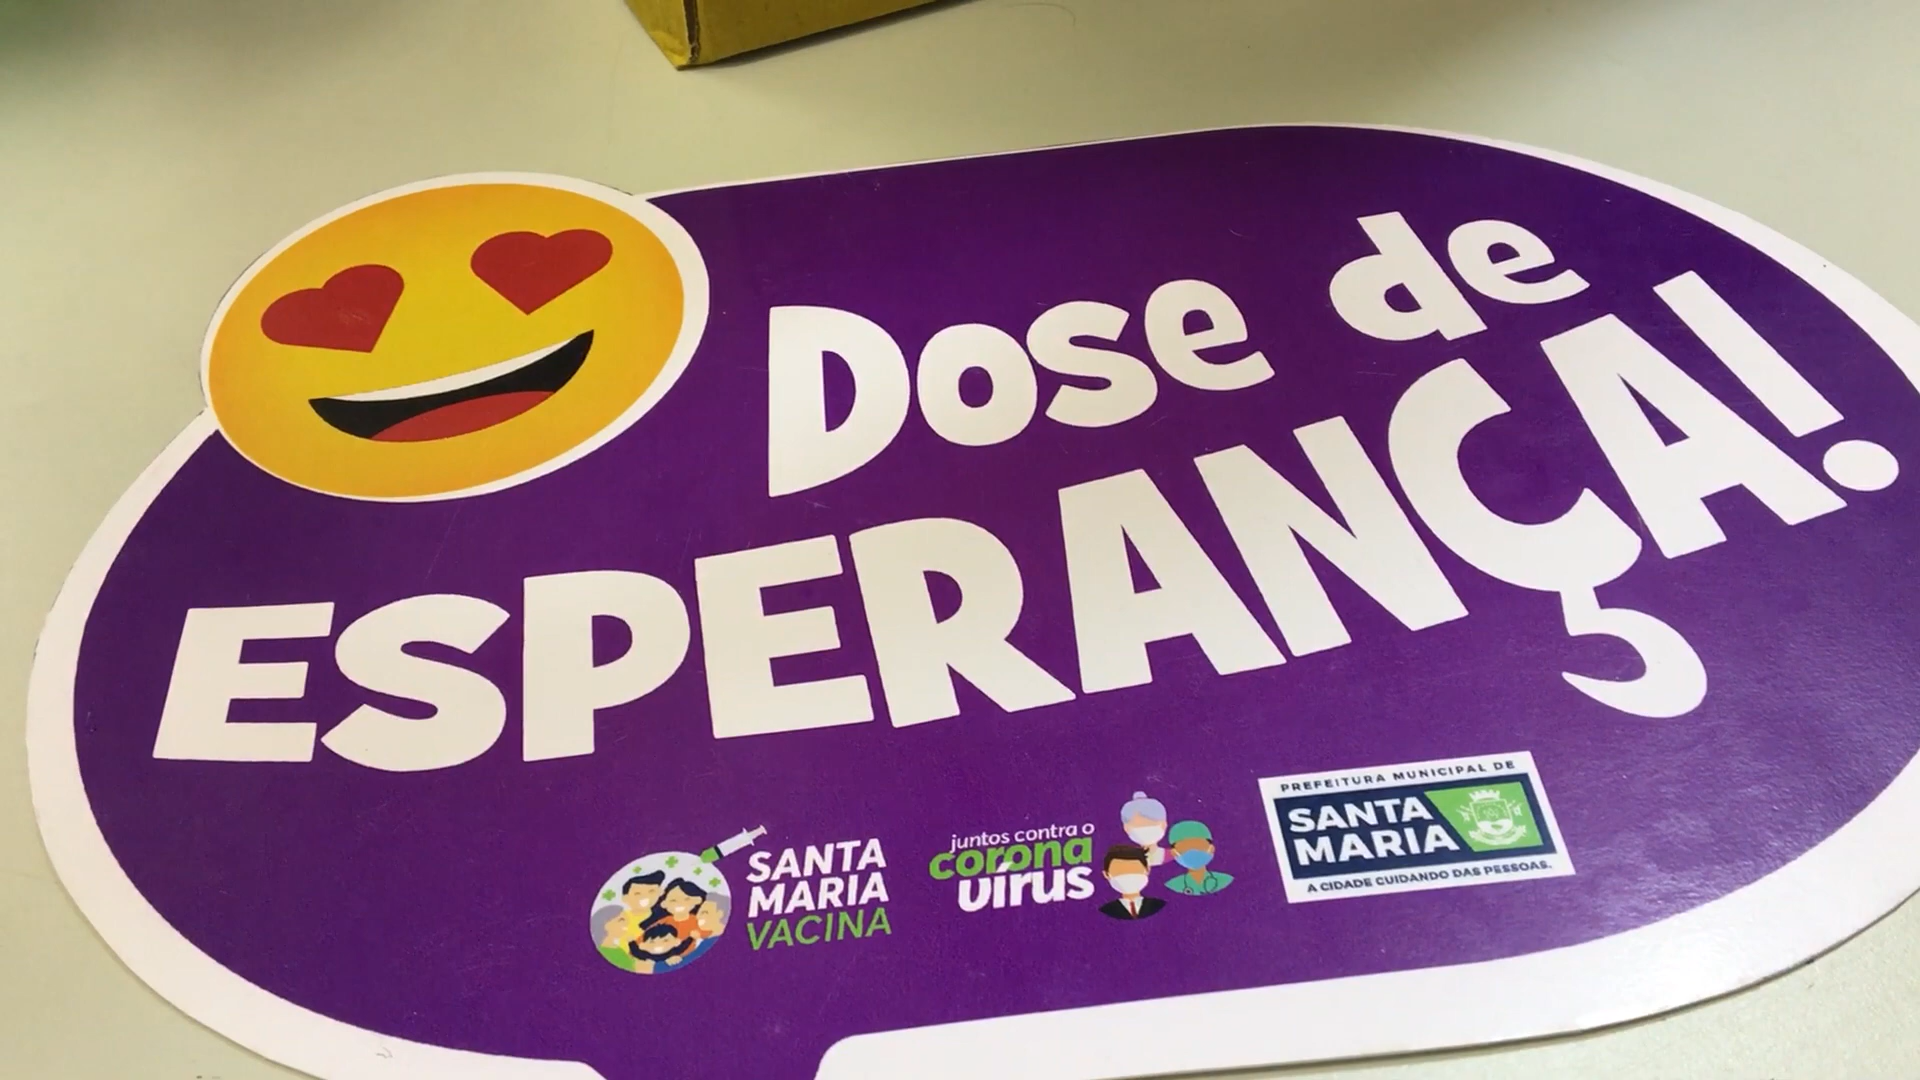 Dose de
ESPERANÇA!
SANTA
MARIA
VACINA
juntos contra o
corona
vírus
PREFEITURA MUNICIPAL DE
SANTA
MARIA
A CIDADE CUIDANDO DAS PESSOAS.